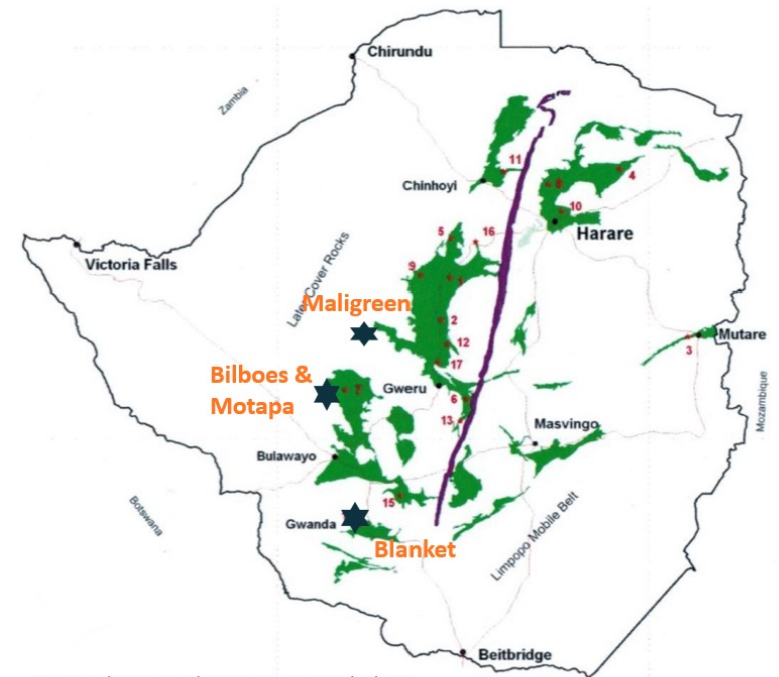 Chirundu
Zambia
11
4
Chinhoyi
8
10
Harare
5
16
Victoria Falls
9
1
Later Cover Rocks
Maligreen
2
12
Mutare
3
17
Bilboes &
Motapa
7
Gweru
6
Mozambique
13
Masvingo
Bulawayo
15
Botswana
Gwanda
Limpopo Mobile Belt
Blanket
Beitbridge